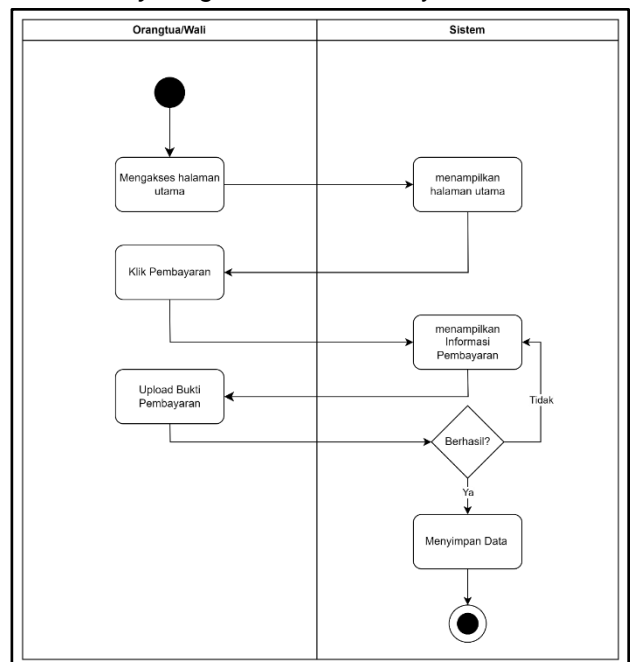 Orangtua/Wali
Sistem
Mengakses halaman
utama
menampilkan
halaman utama
Klik Pembayaran
menampilkan
Informasi
Pembayaran
Upload Bukti
Pembayaran
Tidak
Berhasil?
Ya
Menyimpan Data